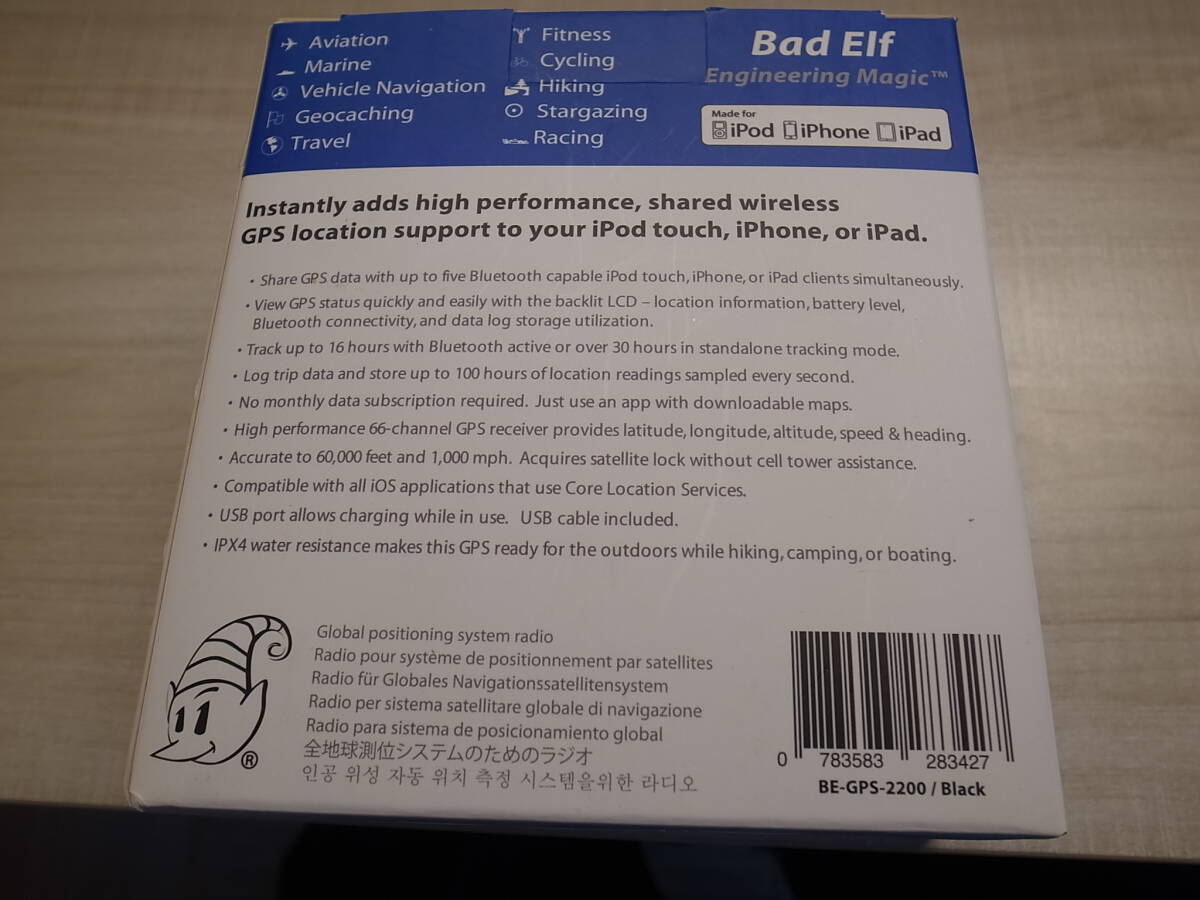 Aviation
Marine
Vehicle Navigation
Geocaching
Travel
Fitness
Cycling
Hiking
Stargazing
Racing
Bad Elf
Engineering Magic™
Made for
iPod iPhone iPad
Instantly adds high performance, shared wireless
GPS location support to your iPod touch, iPhone, or iPad.
• Share GPS data with up to five Bluetooth capable iPod touch, iPhone, or iPad clients simultaneously.
• View GPS status quickly and easily with the backlit LCD – location information, battery level,
Bluetooth connectivity, and data log storage utilization.
• Track up to 16 hours with Bluetooth active or over 30 hours in standalone tracking mode.
• Log trip data and store up to 100 hours of location readings sampled every second.
• No monthly data subscription required. Just use an app with downloadable maps.
• High performance 66-channel GPS receiver provides latitude, longitude, altitude, speed & heading.
• Accurate to 60,000 feet and 1,000 mph. Acquires satellite lock without cell tower assistance.
• Compatible with all iOS applications that use Core Location Services.
• USB port allows charging while in use. USB cable included.
• IPX4 water resistance makes this GPS ready for the outdoors while hiking, camping, or boating.
Global positioning system radio
Radio pour système de positionnement par satellites
Radio für Globales Navigationssatellitensystem
Radio per sistema satellitare globale di navigazione
Radio para sistema de posicionamiento global
全地球測位システムのためのラジオ
인공 위성 자동 위치 측정 시스템을위한 라디오
®
0 783583 283427
BE-GPS-2200 / Black